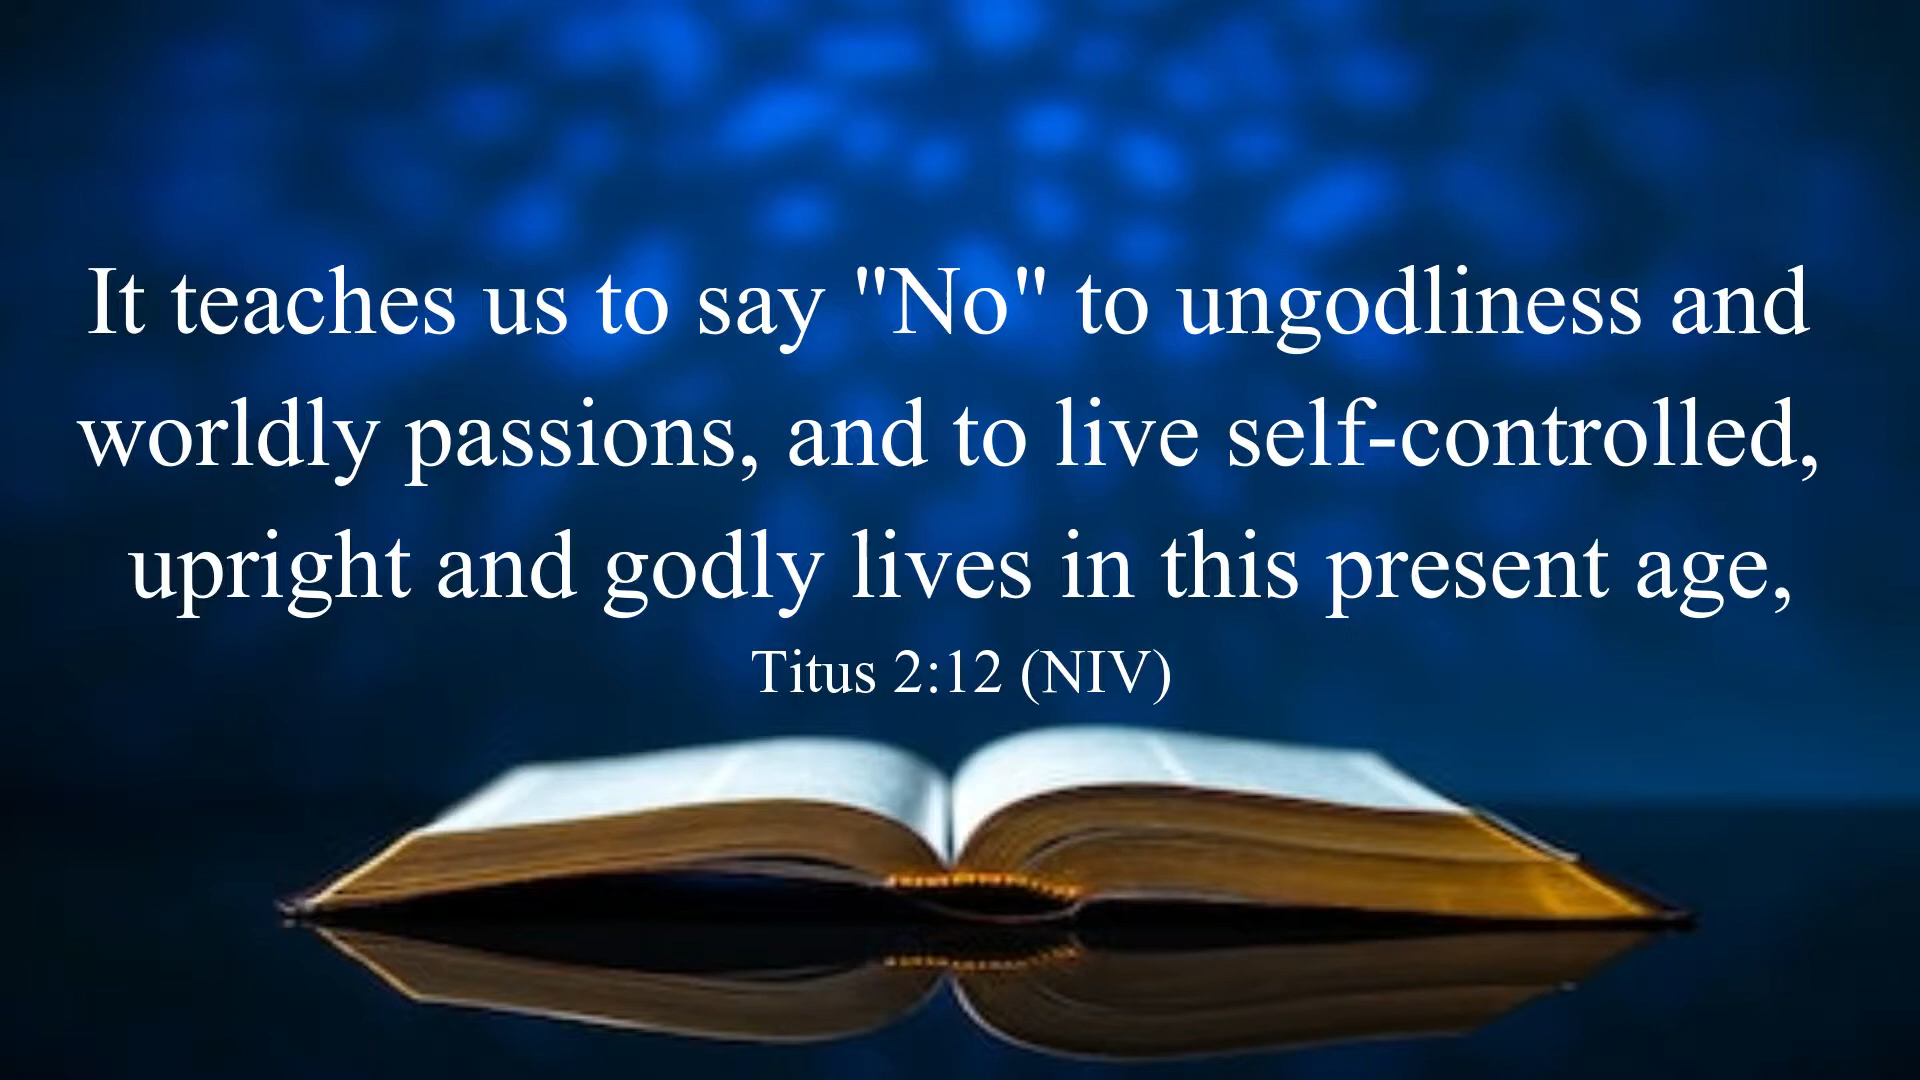 It teaches us to say "No" to ungodliness and
worldly passions, and to live self-controlled,
upright and godly lives in this present age,
Titus 2:12 (NIV)